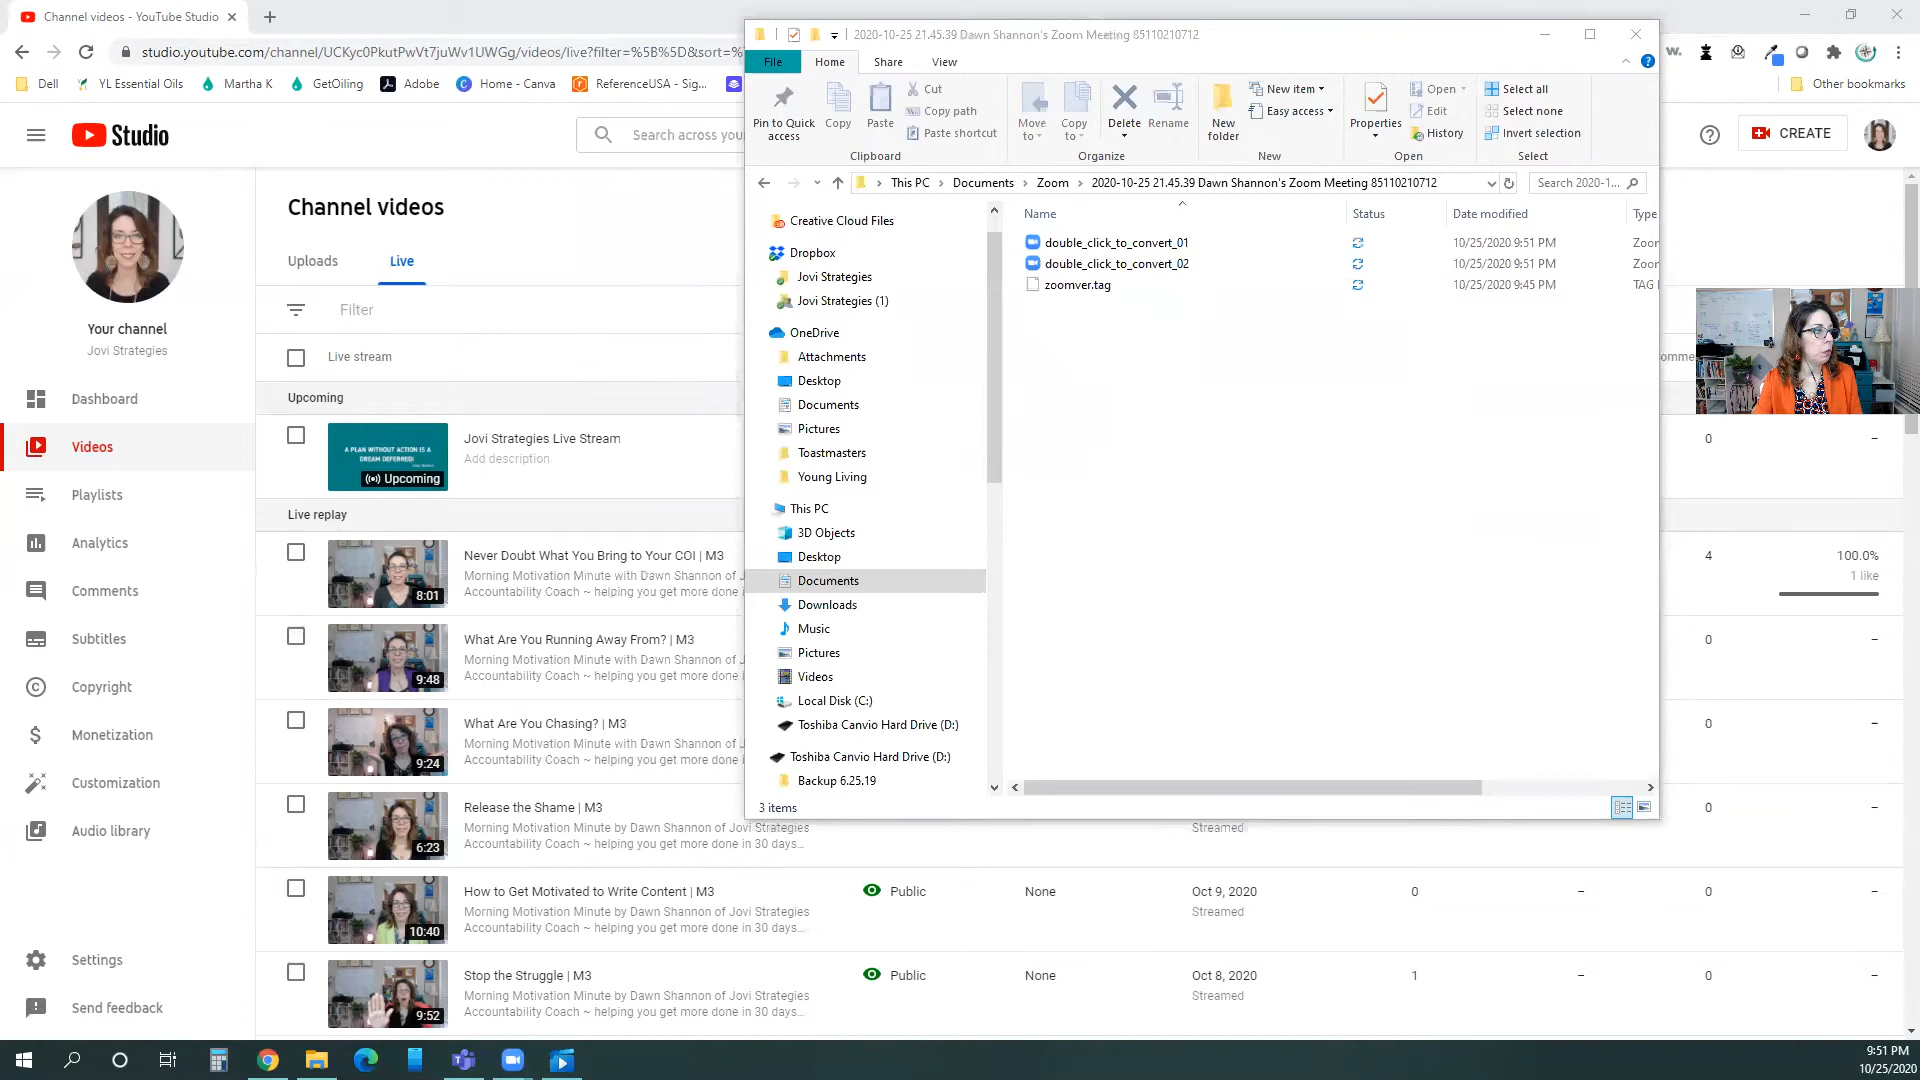 Channel videos - YouTube Studio
studio.youtube.com/channel/UCKyc0PkutPwVt7juWv1UWGg/videos/live?filter=%5B%5D&sort=%
Dell
YL Essential Oils
Martha K
GetOiling
Adobe
Home - Canva
ReferenceUSA - Sig...
Other bookmarks
Studio
Search across you
CREATE
Your channel
Jovi Strategies
Dashboard
Videos
Playlists
Analytics
Comments
Subtitles
Copyright
Monetization
Customization
Audio library
Settings
Send feedback
Channel videos
Uploads
Live
Filter
Live stream
Upcoming
A PLAN WITHOUT ACTION IS A
DREAM DEFERRED!
Upcoming
Jovi Strategies Live Stream
Add description
0
–
Live replay
8:01
Never Doubt What You Bring to Your COI | M3
Morning Motivation Minute with Dawn Shannon of J
Accountability Coach ~ helping you get more done i
4
100.0%
1 like
9:48
What Are You Running Away From? | M3
Morning Motivation Minute with Dawn Shannon of J
Accountability Coach ~ helping you get more done i
0
–
9:24
What Are You Chasing? | M3
Morning Motivation Minute with Dawn Shannon of J
Accountability Coach ~ helping you get more done i
0
–
6:23
Release the Shame | M3
Morning Motivation Minute by Dawn Shannon of Jovi Strategies
Accountability Coach ~ helping you get more done in 30 days...
Streamed
0
–
10:40
How to Get Motivated to Write Content | M3
Morning Motivation Minute by Dawn Shannon of Jovi Strategies
Accountability Coach ~ helping you get more done in 30 days...
Public
None
Oct 9, 2020
Streamed
0
–
0
–
9:52
Stop the Struggle | M3
Morning Motivation Minute by Dawn Shannon of Jovi Strategies
Accountability Coach ~ helping you get more done in 30 days...
Public
None
Oct 8, 2020
Streamed
1
–
0
–
2020-10-25 21.45.39 Dawn Shannon's Zoom Meeting 85110210712
File
Home
Share
View
Pin to Quick
access
Copy
Paste
Cut
Copy path
Paste shortcut
Clipboard
Move
to
Copy
to
Delete
Rename
Organize
New
folder
New item
Easy access
New
Properties
Open
Edit
History
Open
Select all
Select none
Invert selection
Select
This PC
Documents
Zoom
2020-10-25 21.45.39 Dawn Shannon's Zoom Meeting 85110210712
Search 2020-1...
Creative Cloud Files
Dropbox
Jovi Strategies
Jovi Strategies (1)
OneDrive
Attachments
Desktop
Documents
Pictures
Toastmasters
Young Living
This PC
3D Objects
Desktop
Documents
Downloads
Music
Pictures
Videos
Local Disk (C:)
Toshiba Canvio Hard Drive (D:)
Toshiba Canvio Hard Drive (D:)
Backup 6.25.19
Name
Status
Date modified
Type
double_click_to_convert_01
10/25/2020 9:51 PM
Zoor
double_click_to_convert_02
10/25/2020 9:51 PM
Zoor
zoomver.tag
10/25/2020 9:45 PM
TAG
3 items
omme
9:51 PM
10/25/2020